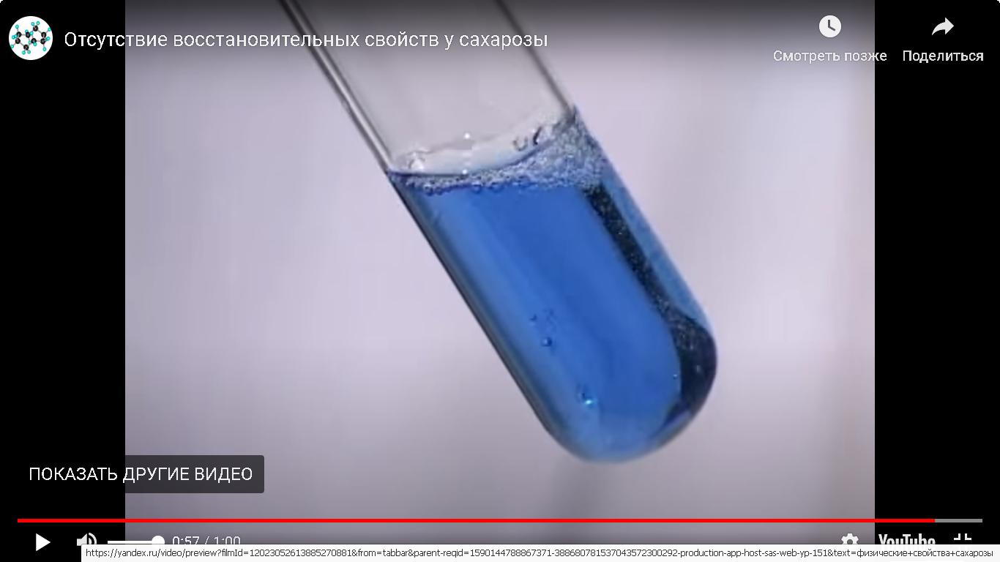 Отсутствие восстановительных свойств у сахарозы
Смотреть позже
Поделиться
ПОКАЗАТЬ ДРУГИЕ ВИДЕО
0:57 / 1:00
YouTube
https://yandex.ru/video/preview?filmId=12023052613885270881&from=tabbar&parent-reqid=1590144788867371-388680781537043572300292-production-app-host-sas-web-yp-151&text=физические+свойства+сахарозы